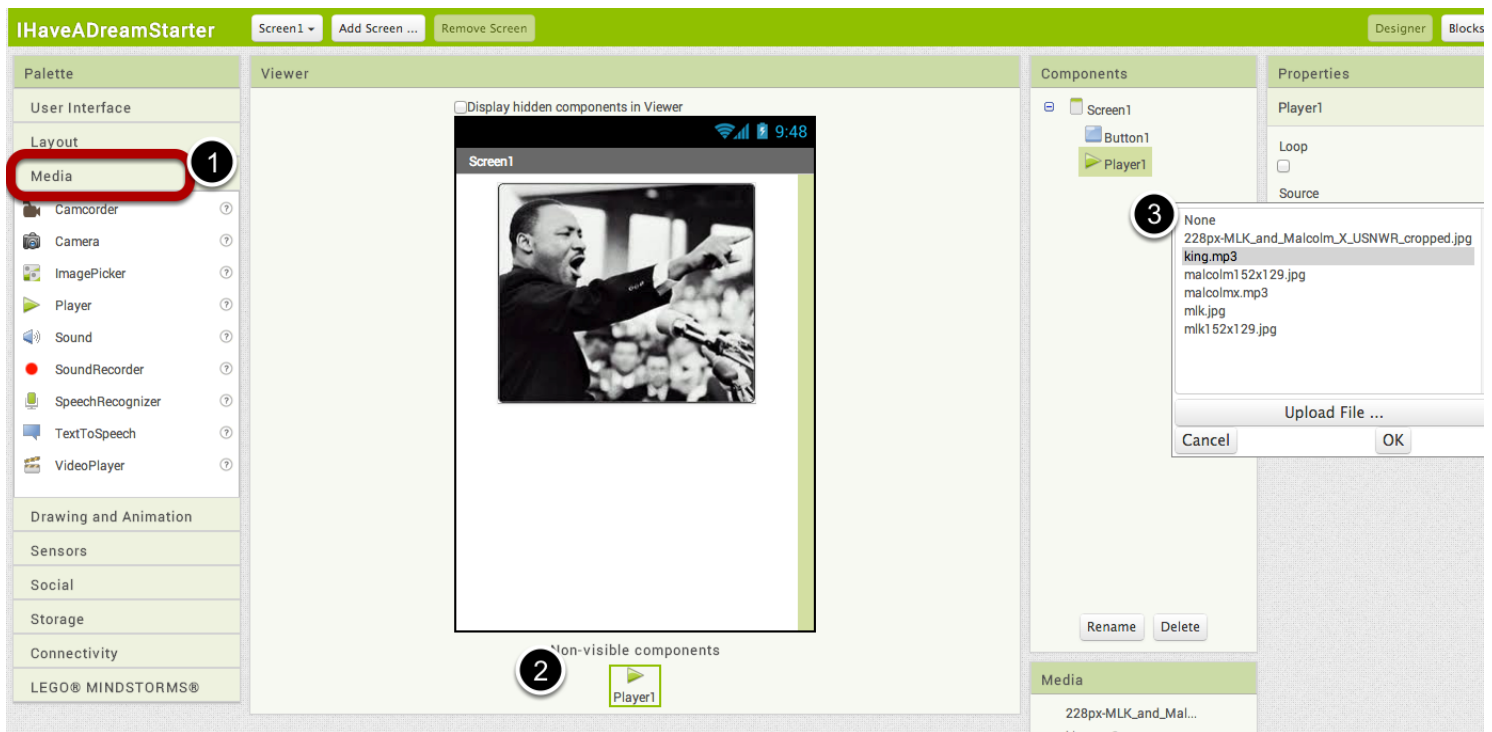 IHaveADreamStarter
Screen1
Add Screen ...
Remove Screen
Designer
Blocks
Palette
User Interface
Layout
1
Media
Camcorder
Camera
ImagePicker
Player
Sound
SoundRecorder
SpeechRecognizer
TextToSpeech
VideoPlayer
Drawing and Animation
Sensors
Social
Storage
Connectivity
LEGO® MINDSTORMS®
Viewer
Display hidden components in Viewer
9:48
Screen1
Non-visible components
2
Player1
Components
Screen1
Button1
Player1
Rename
Delete
Media
228px-MLK_and_Mal...
Properties
Player1
Loop
Source
3
None
228px-MLK_and_Malcolm_X_USNWR_cropped.jpg
king.mp3
malcolm152x129.jpg
malcolmx.mp3
mlk.jpg
mlk152x129.jpg
Upload File ...
Cancel
OK